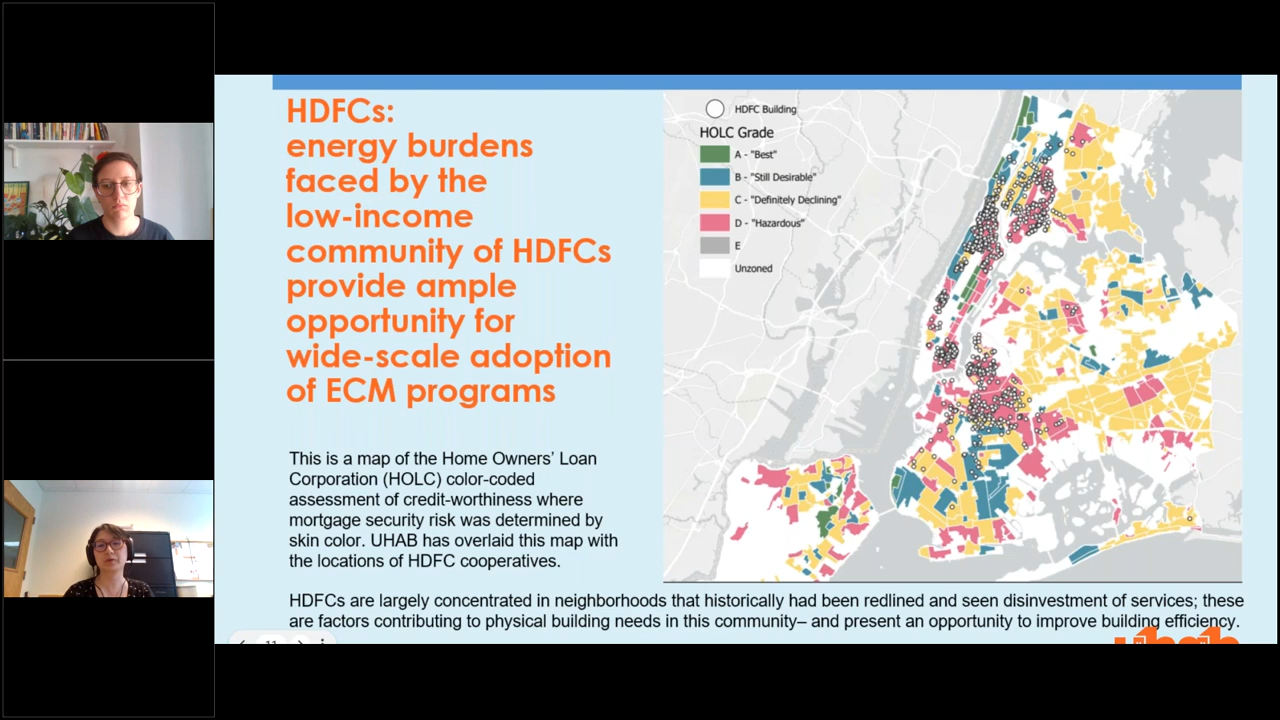 HDFCs:
energy burdens
faced by the
low-income
community of HDFCs
provide ample
opportunity for
wide-scale adoption
of ECM programs
This is a map of the Home Owners’ Loan
Corporation (HOLC) color-coded
assessment of credit-worthiness where
mortgage security risk was determined by
skin color. UHAB has overlaid this map with
the locations of HDFC cooperatives.
HDFC Building
HOLC Grade
A - "Best"
B - "Still Desirable"
C - "Definitely Declining"
D - "Hazardous"
E
Unzoned
HDFCs are largely concentrated in neighborhoods that historically had been redlined and seen disinvestment of services; these
are factors contributing to physical building needs in this community– and present an opportunity to improve building efficiency.
11
uhab